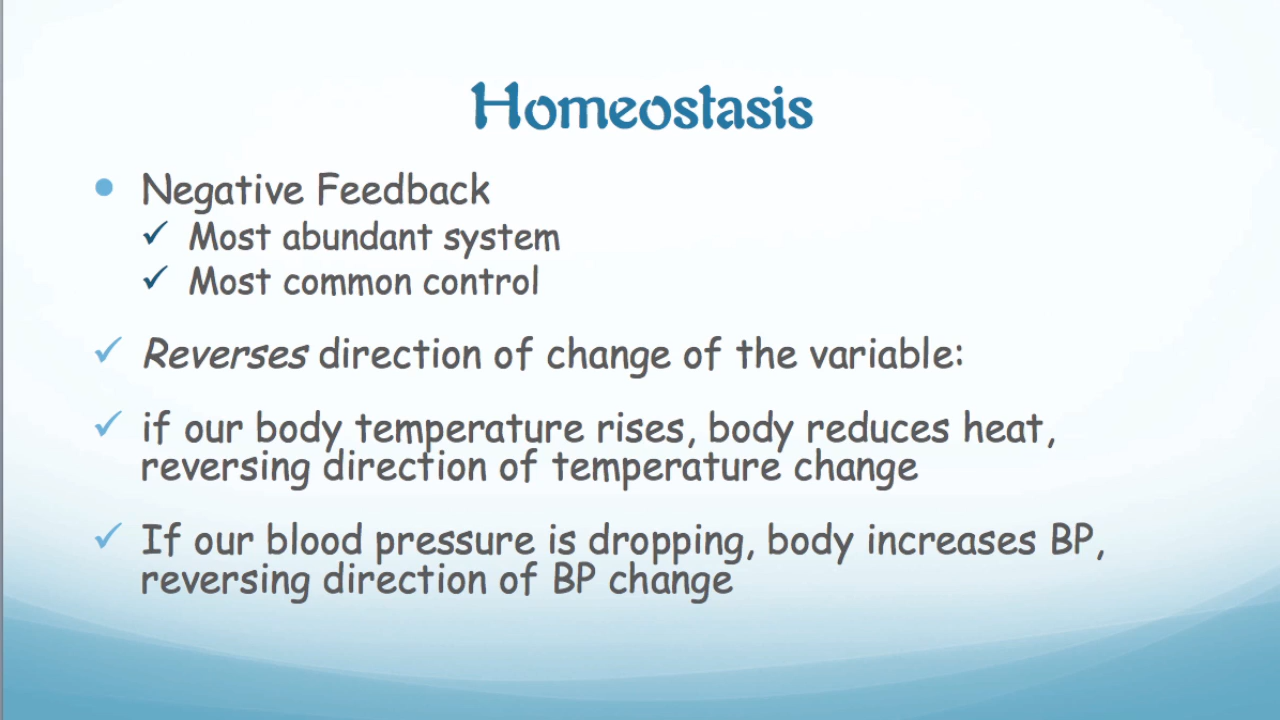 Homeostasis
Negative Feedback
Most abundant system
Most common control
Reverses direction of change of the variable:
if our body temperature rises, body reduces heat,
reversing direction of temperature change
If our blood pressure is dropping, body increases BP,
reversing direction of BP change